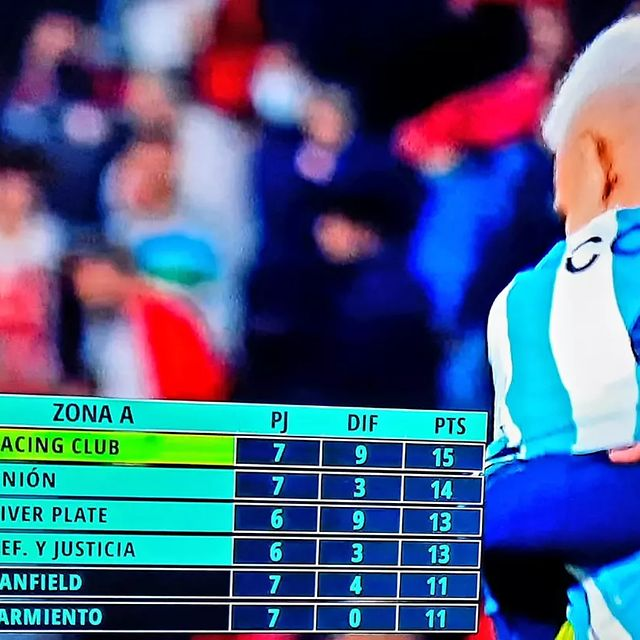 CO
ZONA A PJ DIF PTS
ACING CLUB 7 9 15
NIÓN 7 3 14
IVER PLATE 6 9 13
EF. Y JUSTICIA 6 3 13
ANFIELD 7 4 11
ARMIENTO 7 0 11